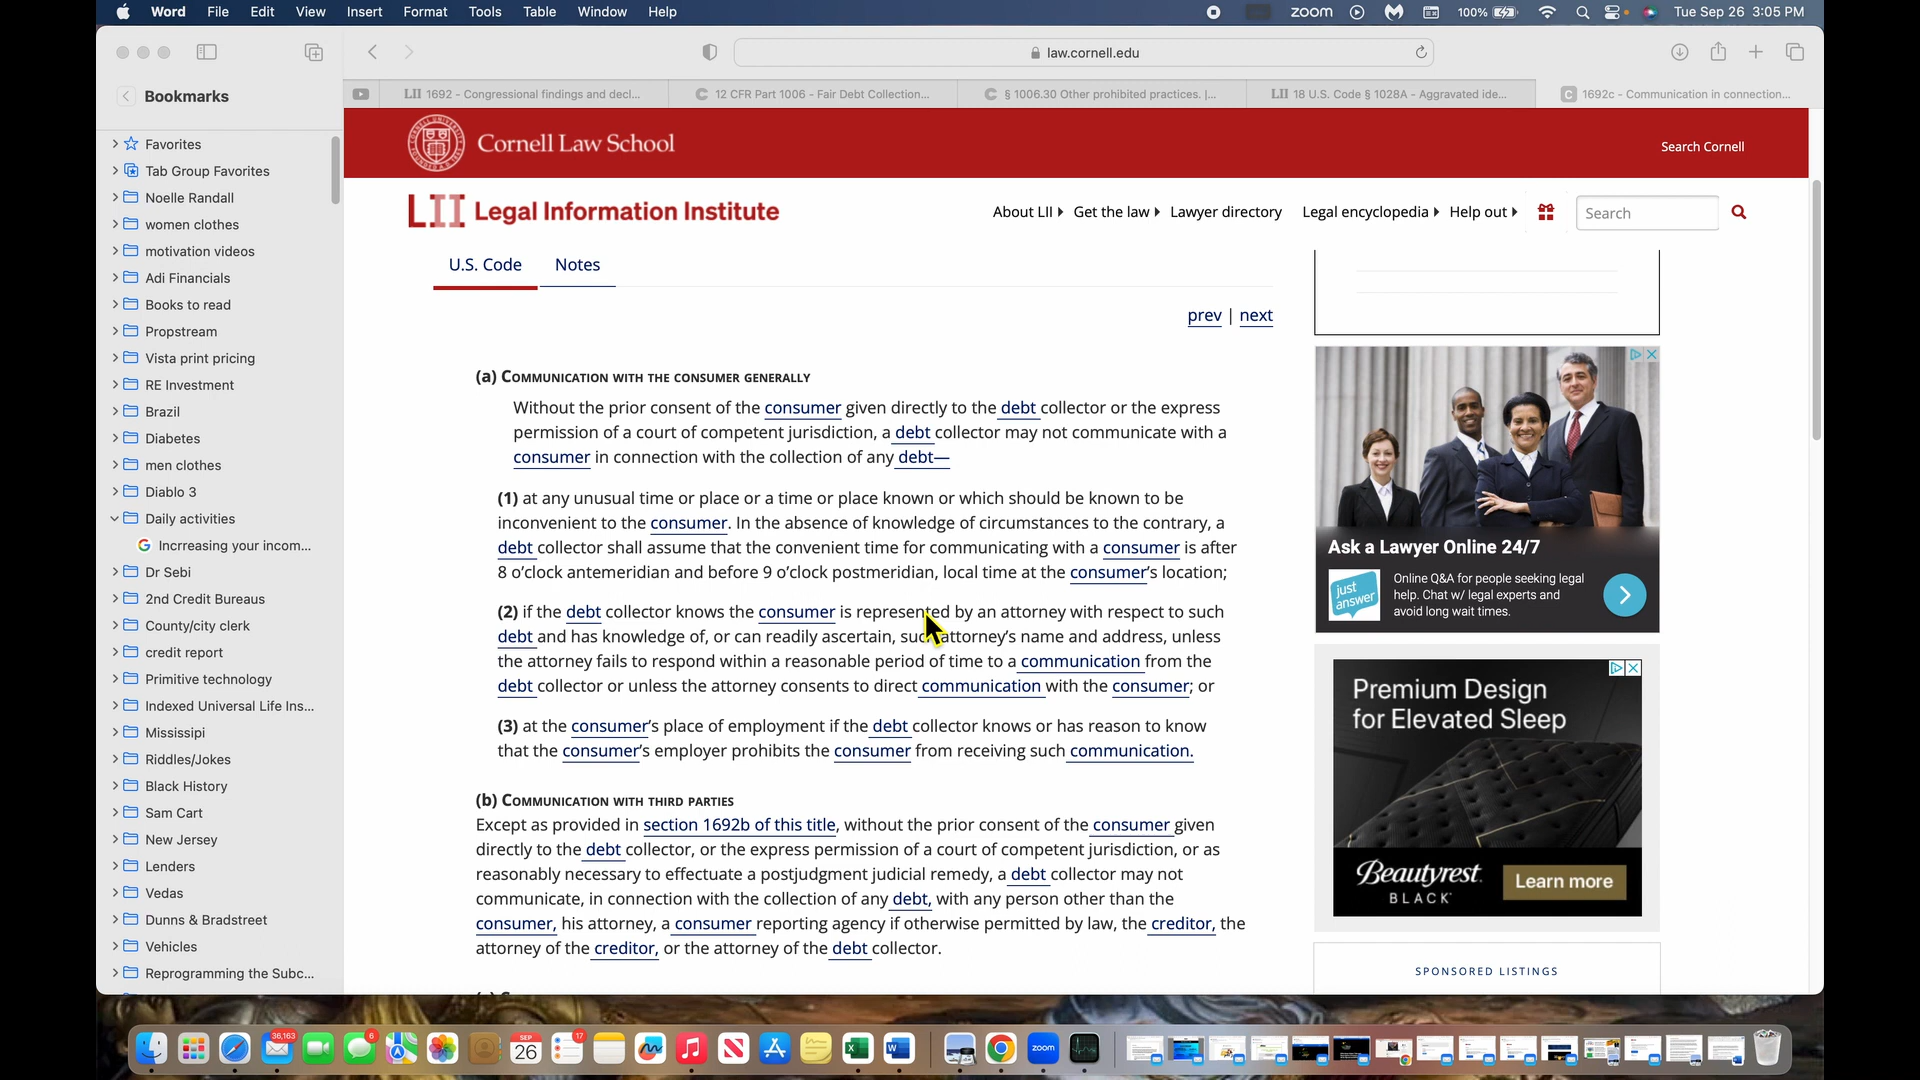 Word File Edit View Insert Format Tools Table Window Help zoom 100% Tue Sep 26 3:05 PM
law.cornell.edu
Bookmarks
LII 1692 - Congressional findings and decl...
12 CFR Part 1006 - Fair Debt Collection...
§ 1006.30 Other prohibited practices. |...
LII 18 U.S. Code § 1028A - Aggravated ide...
1692c - Communication in connection...
Favorites
Tab Group Favorites
Noelle Randall
women clothes
motivation videos
Adi Financials
Books to read
Propstream
Vista print pricing
RE Investment
Brazil
Diabetes
men clothes
Diablo 3
Daily activities
Incrreasing your incom...
Dr Sebi
2nd Credit Bureaus
County/city clerk
credit report
Primitive technology
Indexed Universal Life Ins...
Mississipi
Riddles/Jokes
Black History
Sam Cart
New Jersey
Lenders
Vedas
Dunns & Bradstreet
Vehicles
Reprogramming the Subc...
Cornell Law School
Search Cornell
LII Legal Information Institute
About LII Get the law Lawyer directory Legal encyclopedia Help out Search
U.S. Code Notes
prev | next
(a) Communication with the consumer generally
Without the prior consent of the consumer given directly to the debt collector or the express
permission of a court of competent jurisdiction, a debt collector may not communicate with a
consumer in connection with the collection of any debt—
(1) at any unusual time or place or a time or place known or which should be known to be
inconvenient to the consumer. In the absence of knowledge of circumstances to the contrary, a
debt collector shall assume that the convenient time for communicating with a consumer is after
8 o’clock antemeridian and before 9 o’clock postmeridian, local time at the consumer’s location;
(2) if the debt collector knows the consumer is represented by an attorney with respect to such
debt and has knowledge of, or can readily ascertain, such attorney’s name and address, unless
the attorney fails to respond within a reasonable period of time to a communication from the
debt collector or unless the attorney consents to direct communication with the consumer; or
(3) at the consumer’s place of employment if the debt collector knows or has reason to know
that the consumer’s employer prohibits the consumer from receiving such communication.
(b) Communication with third parties
Except as provided in section 1692b of this title, without the prior consent of the consumer given
directly to the debt collector, or the express permission of a court of competent jurisdiction, or as
reasonably necessary to effectuate a postjudgment judicial remedy, a debt collector may not
communicate, in connection with the collection of any debt, with any person other than the
consumer, his attorney, a consumer reporting agency if otherwise permitted by law, the creditor, the
attorney of the creditor, or the attorney of the debt collector.
Ask a Lawyer Online 24/7
just
answer
Online Q&A for people seeking legal
help. Chat w/ legal experts and
avoid long wait times.
Premium Design
for Elevated Sleep
Beautyrest
BLACK
Learn more
SPONSORED LISTINGS
36,163
6
SEP
26
17
zoom